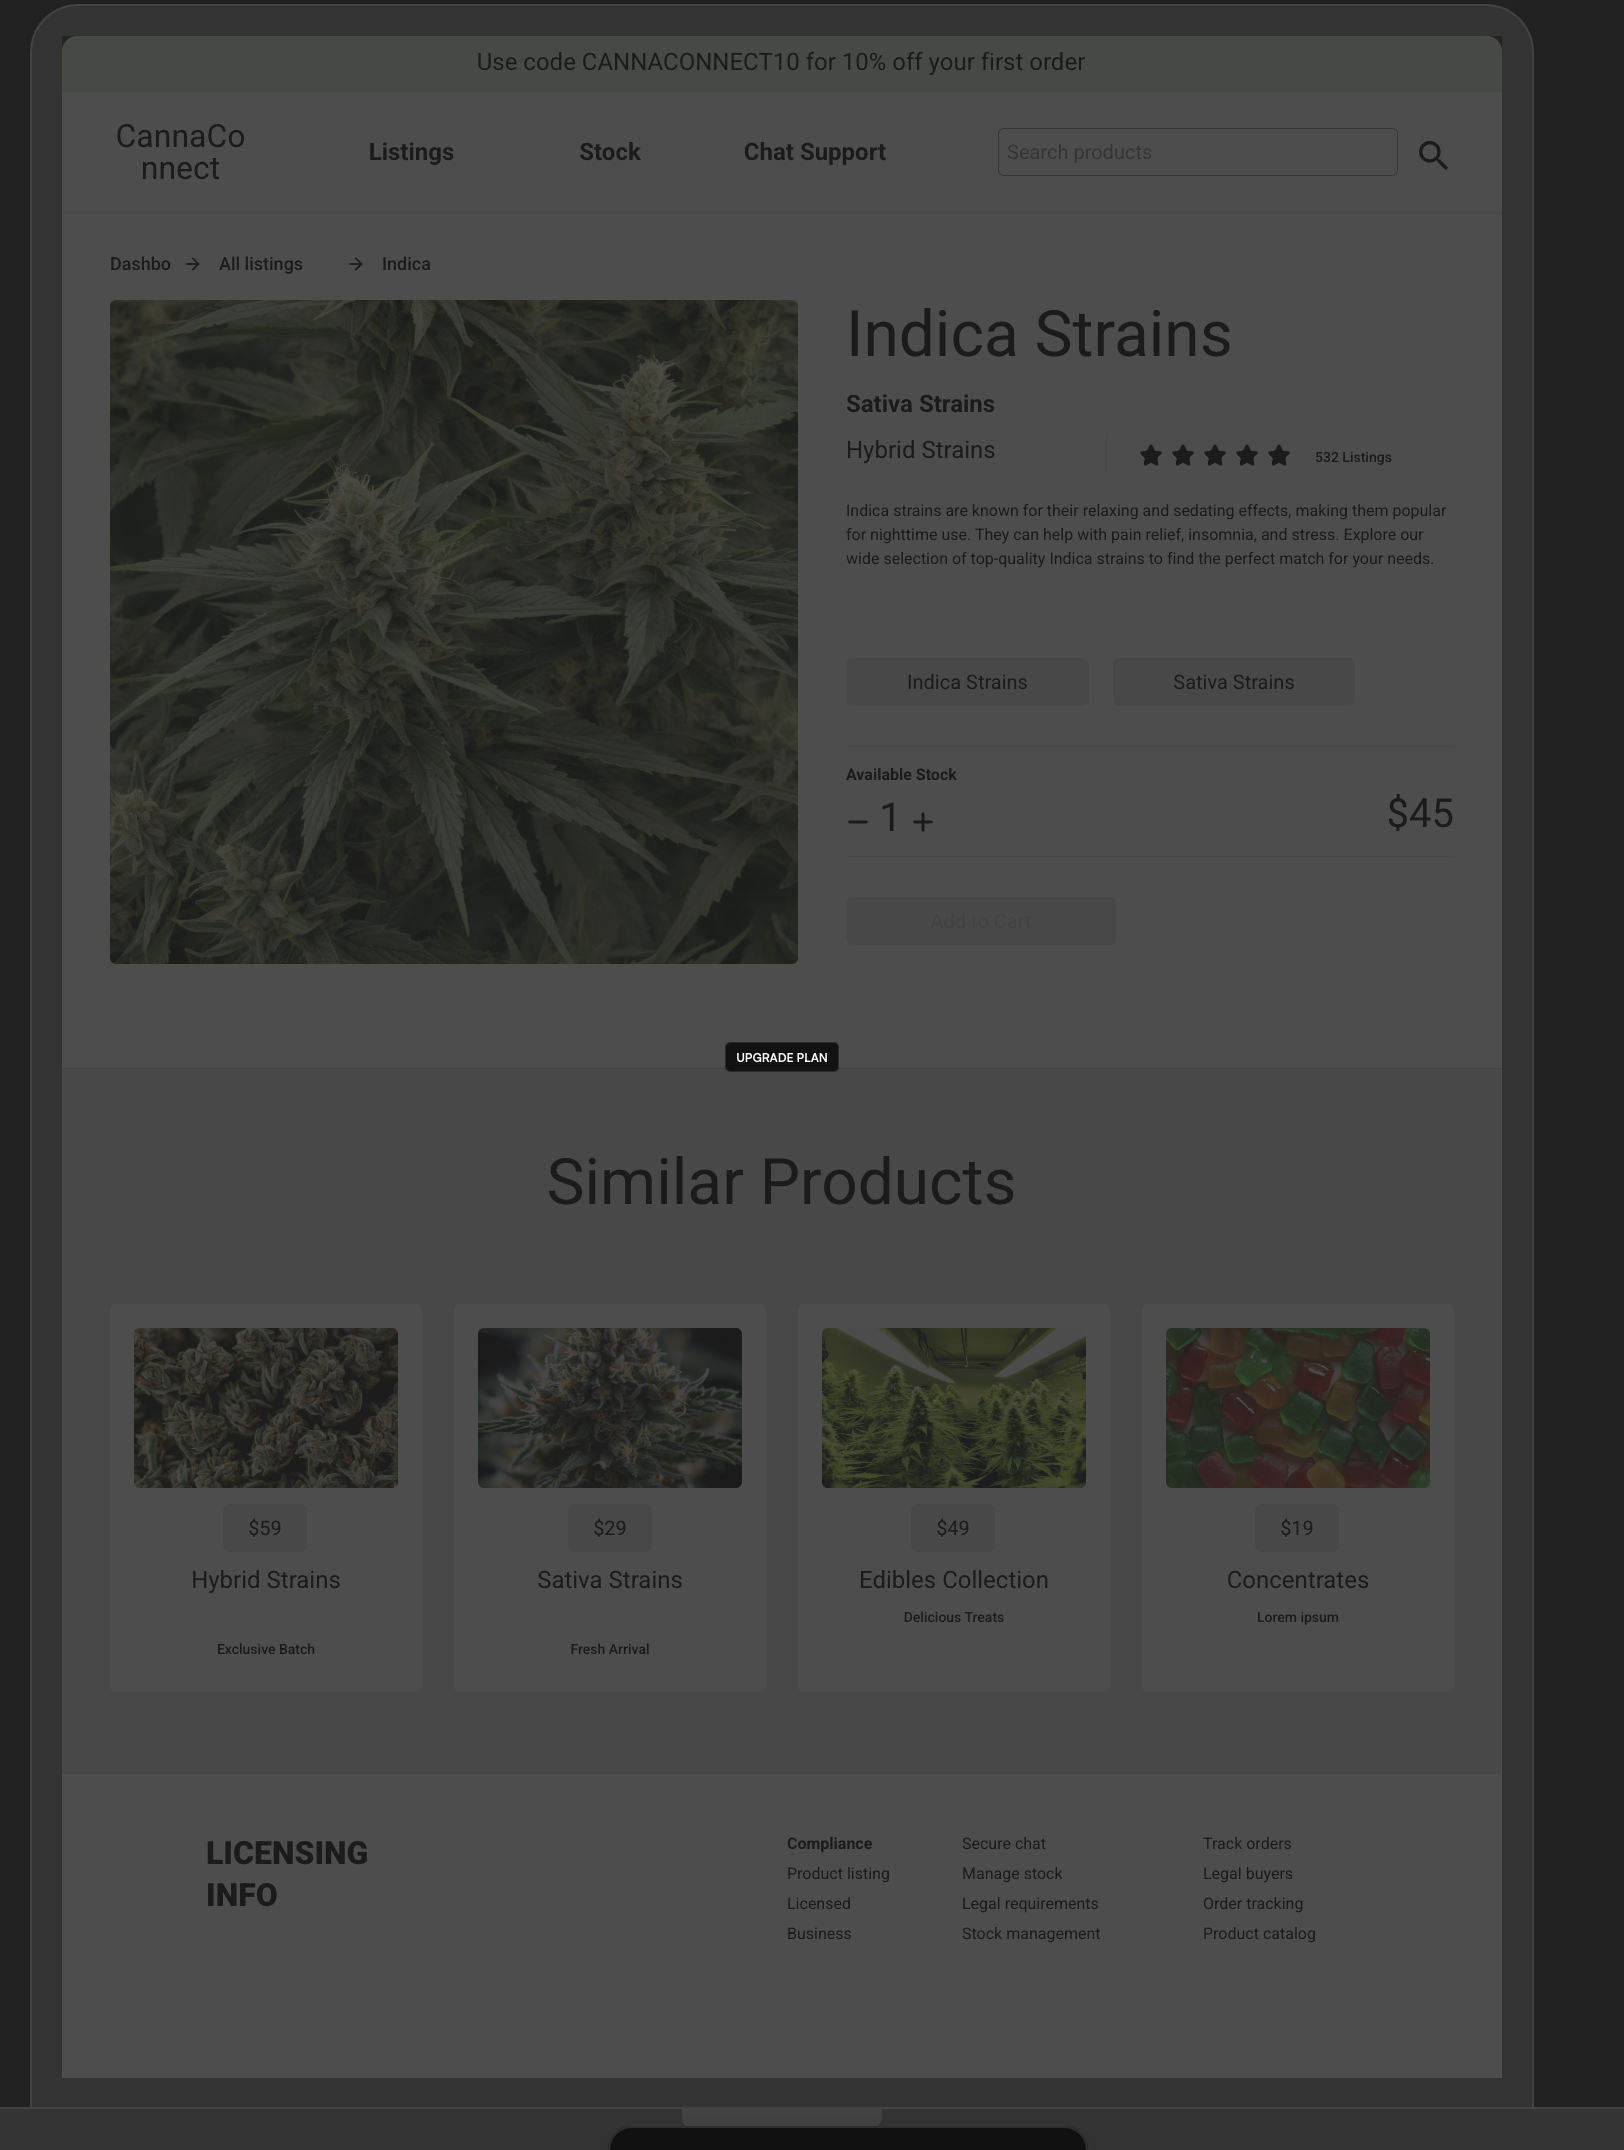 Use code CANNACONNECT10 for 10% off your first order
CannaCo
nnect
Listings
Stock
Chat Support
Search products
Dashbo
All listings
Indica
Indica Strains
Sativa Strains
Hybrid Strains
532 Listings
Indica strains are known for their relaxing and sedating effects, making them popular
for nighttime use. They can help with pain relief, insomnia, and stress. Explore our
wide selection of top-quality Indica strains to find the perfect match for your needs.
Indica Strains
Sativa Strains
Available Stock
– 1 +
$45
Add to Cart
UPGRADE PLAN
Similar Products
$59
Hybrid Strains
Exclusive Batch
$29
Sativa Strains
Fresh Arrival
$49
Edibles Collection
Delicious Treats
$19
Concentrates
Lorem ipsum
LICENSING
INFO
Compliance
Product listing
Licensed
Business
Secure chat
Manage stock
Legal requirements
Stock management
Track orders
Legal buyers
Order tracking
Product catalog